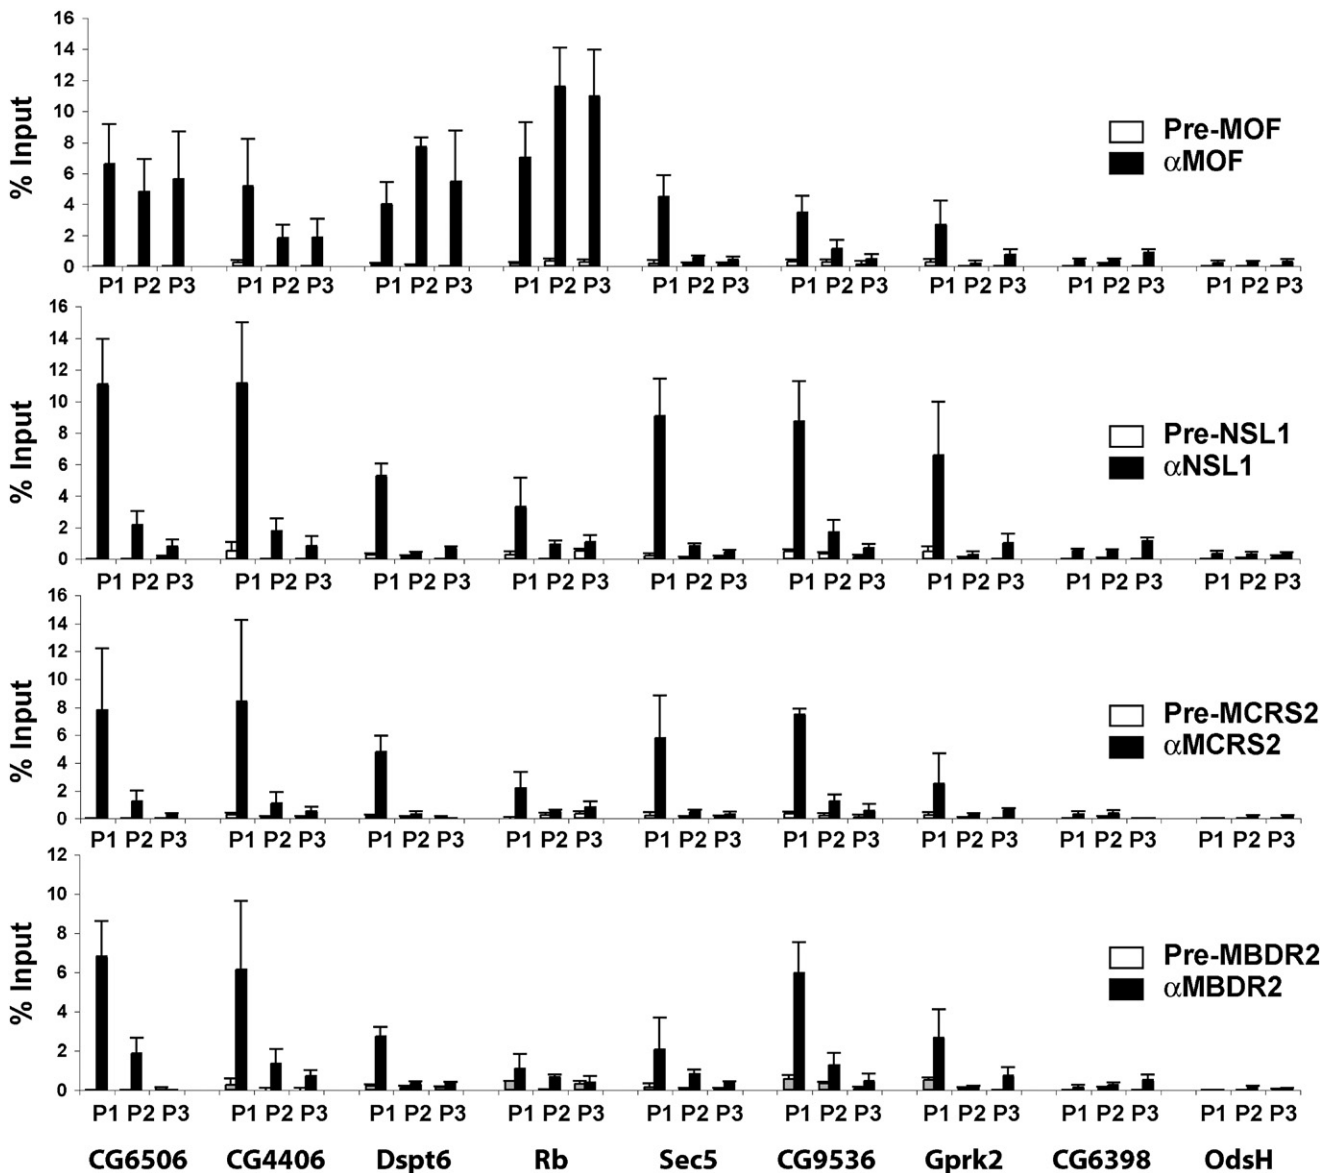 16
14
12
10
8
6
4
2
0
% Input
Pre-MOF
αMOF
P1 P2 P3 P1 P2 P3 P1 P2 P3 P1 P2 P3 P1 P2 P3 P1 P2 P3 P1 P2 P3 P1 P2 P3 P1 P2 P3
16
14
12
10
8
6
4
2
0
% Input
Pre-NSL1
αNSL1
P1 P2 P3 P1 P2 P3 P1 P2 P3 P1 P2 P3 P1 P2 P3 P1 P2 P3 P1 P2 P3 P1 P2 P3 P1 P2 P3
16
14
12
10
8
6
4
2
0
% Input
Pre-MCRS2
αMCRS2
P1 P2 P3 P1 P2 P3 P1 P2 P3 P1 P2 P3 P1 P2 P3 P1 P2 P3 P1 P2 P3 P1 P2 P3 P1 P2 P3
12
10
8
6
4
2
0
% Input
Pre-MBDR2
αMBDR2
P1 P2 P3 P1 P2 P3 P1 P2 P3 P1 P2 P3 P1 P2 P3 P1 P2 P3 P1 P2 P3 P1 P2 P3 P1 P2 P3
CG6506 CG4406 Dspt6 Rb Sec5 CG9536 Gprk2 CG6398 OdsH